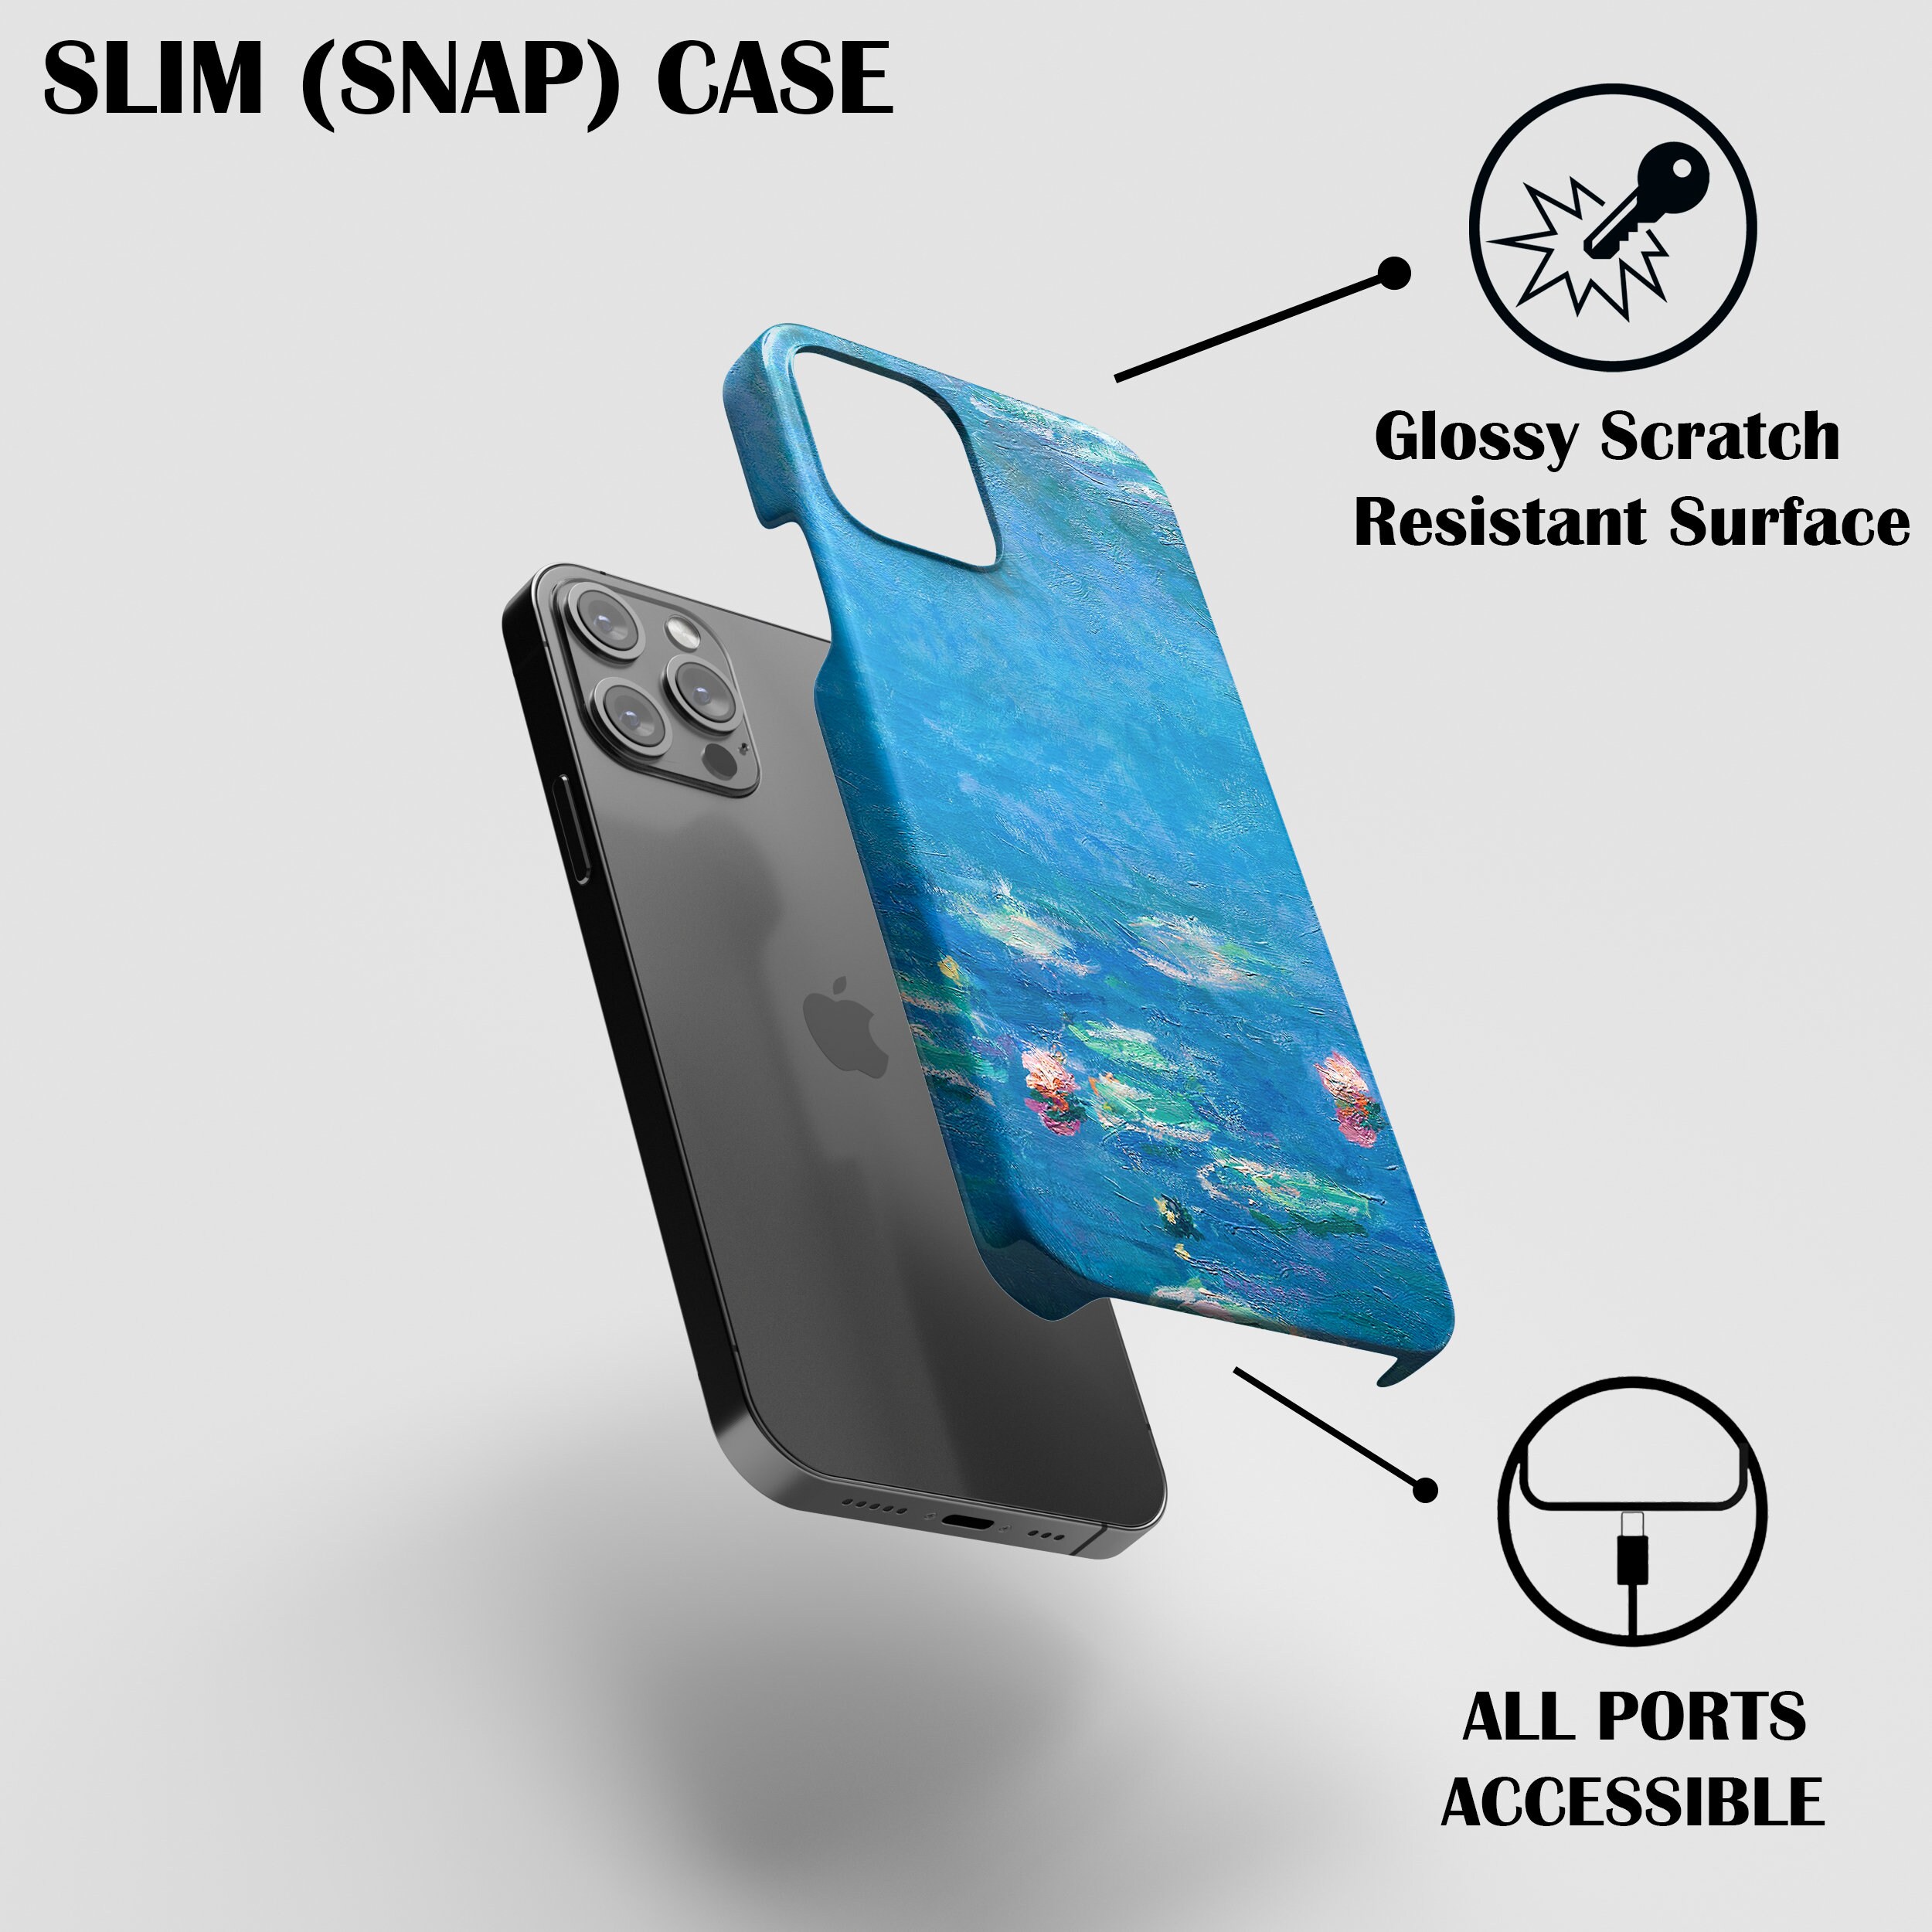 SLIM (SNAP) CASE
Glossy Scratch
Resistant Surface
ALL PORTS
ACCESSIBLE